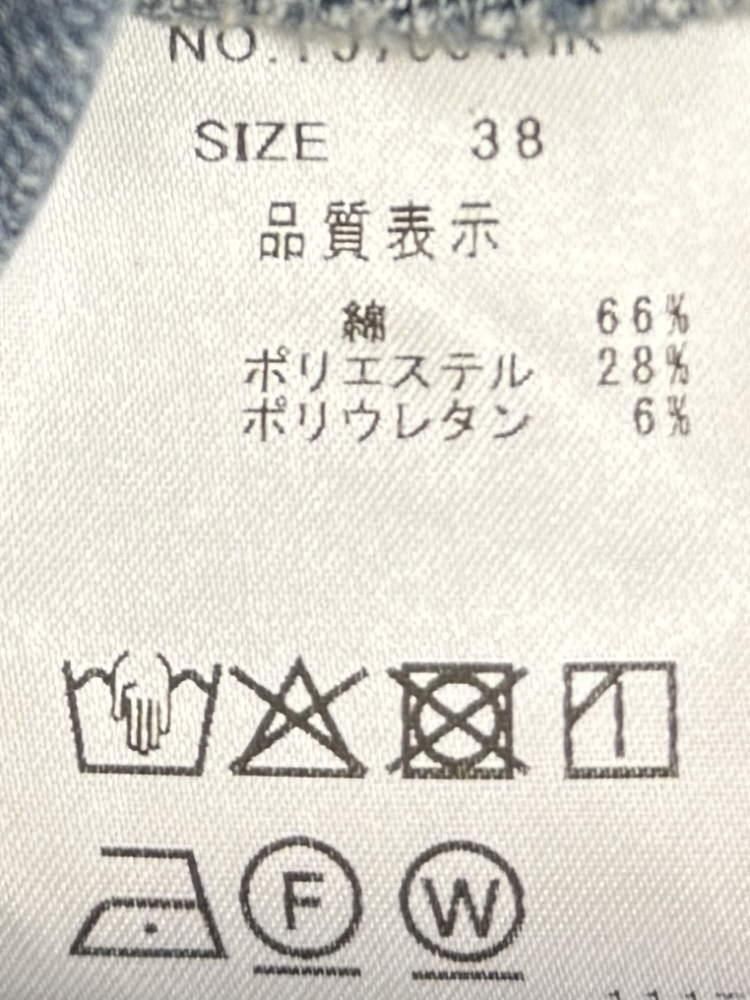 SIZE 38
品質表示
綿 66%
ポリエステル 28%
ポリウレタン 6%
F W